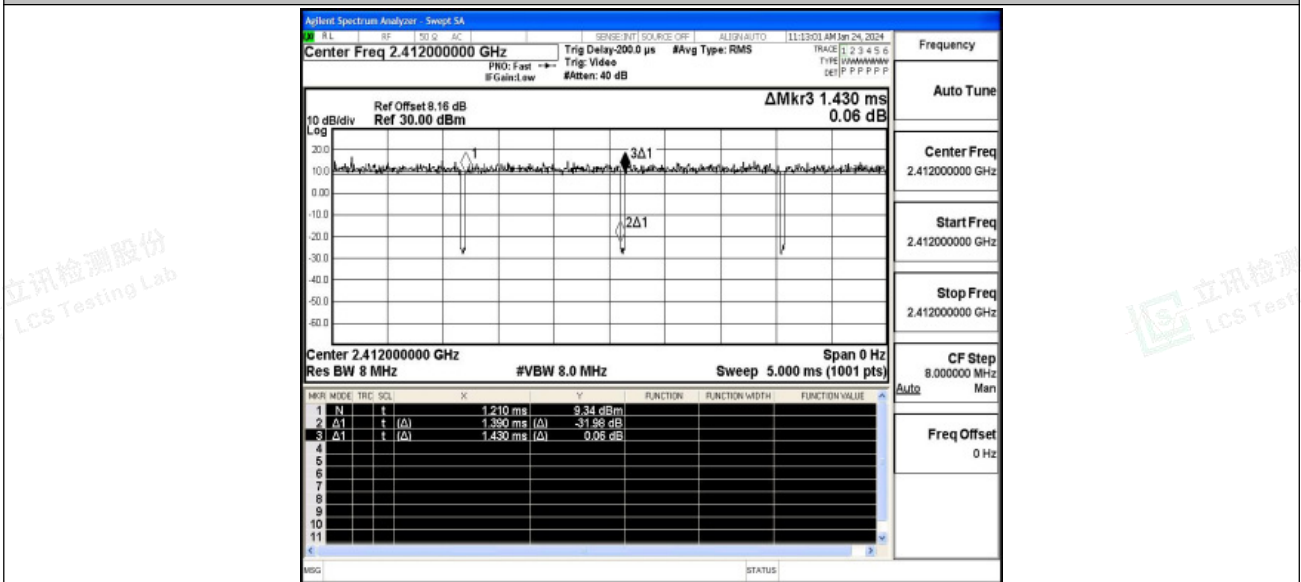 Agilent Spectrum Analyzer - Swept SA
RL RF 50 Ω AC SENSE:INT SOURCE OFF ALIGN AUTO 11:13:01 AM Jan 24, 2024
Center Freq 2.412000000 GHz
PNO: Fast
IFGain:Low
Trig Delay-200.0 µs
Trig: Video
#Atten: 40 dB
#Avg Type: RMS
TRACE 1 2 3 4 5 6
TYPE
DET P P P P P P
Ref Offset 8.16 dB
10 dB/div Ref 30.00 dBm
Log
ΔMkr3 1.430 ms
0.06 dB
20.0
10.0
0.00
-10.0
-20.0
-30.0
-40.0
-50.0
-60.0
1
3Δ1
2Δ1
Center 2.412000000 GHz Span 0 Hz
Res BW 8 MHz #VBW 8.0 MHz Sweep 5.000 ms (1001 pts)
MKR MODE TRC SCL X Y FUNCTION FUNCTION WIDTH FUNCTION VALUE
1 N t 1.210 ms 9.34 dBm
2 Δ1 t (Δ) 1.390 ms (Δ) -31.98 dB
3 Δ1 t (Δ) 1.430 ms (Δ) 0.06 dB
4
5
6
7
8
9
10
11
MSG STATUS
Frequency
Auto Tune
Center Freq
2.412000000 GHz
Start Freq
2.412000000 GHz
Stop Freq
2.412000000 GHz
CF Step
8.000000 MHz
Auto Man
Freq Offset
0 Hz
立讯检测股份
LCS Testing Lab
立讯检测
LCS Testi